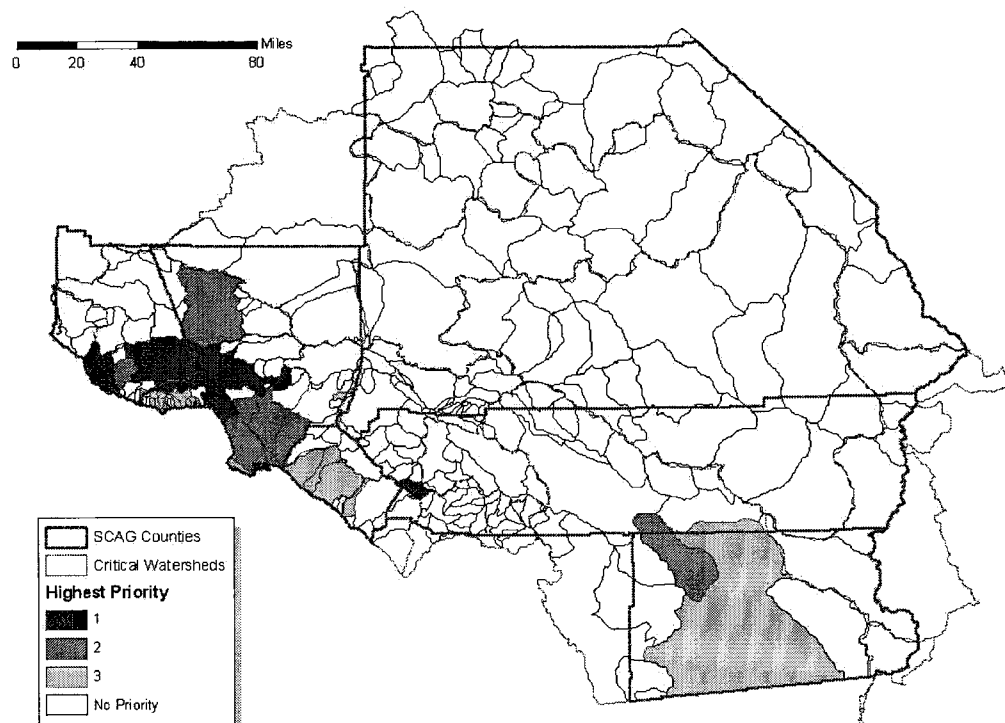 Miles
0 20 40 80
SCAG Counties
Critical Watersheds
Highest Priority
1
2
3
No Priority